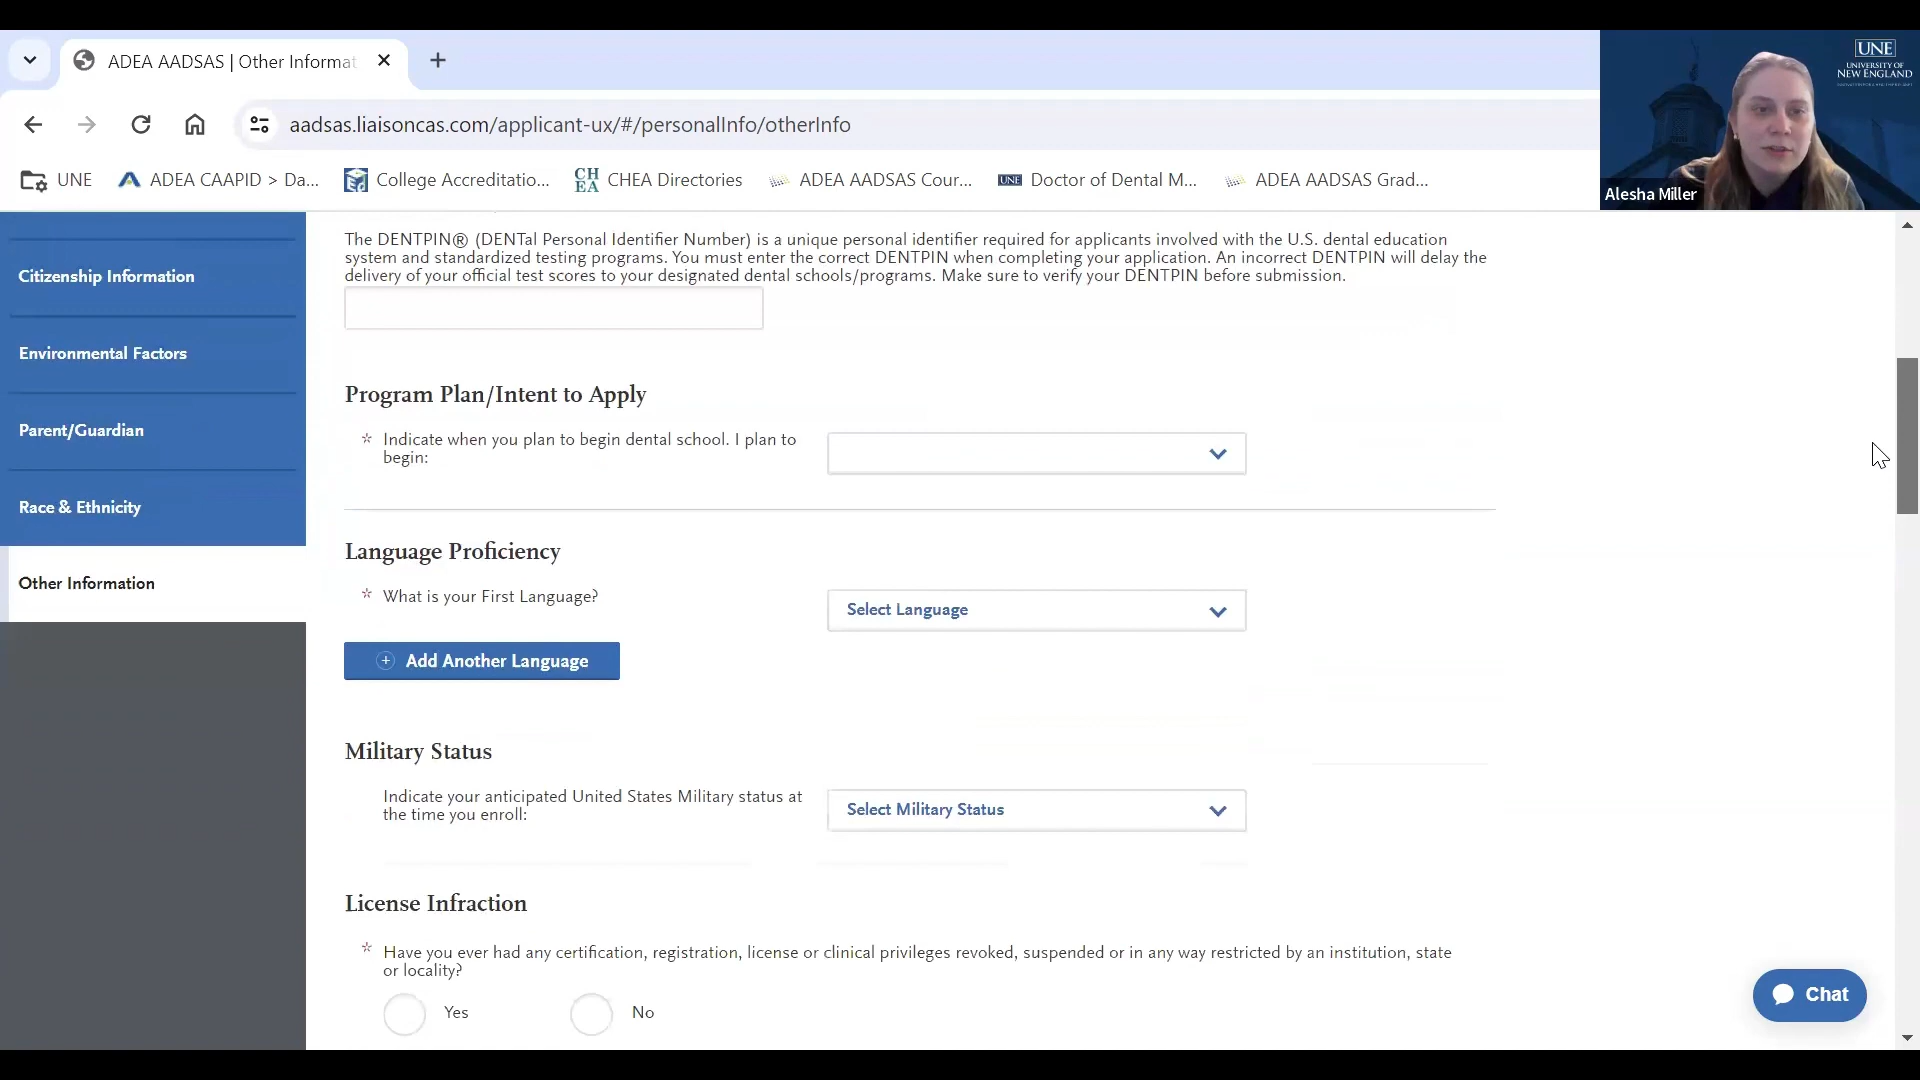 ADEA AADSAS | Other Informat
aadsas.liaisoncas.com/applicant-ux/#/personalInfo/otherInfo
UNE
ADEA CAAPID > Da...
College Accreditatio...
CHEA Directories
ADEA AADSAS Cour...
Doctor of Dental M...
ADEA AADSAS Grad...
UNE
UNIVERSITY OF
NEW ENGLAND
Alesha Miller
Citizenship Information
Environmental Factors
Parent/Guardian
Race & Ethnicity
Other Information
The DENTPIN® (DENTal Personal Identifier Number) is a unique personal identifier required for applicants involved with the U.S. dental education
system and standardized testing programs. You must enter the correct DENTPIN when completing your application. An incorrect DENTPIN will delay the
delivery of your official test scores to your designated dental schools/programs. Make sure to verify your DENTPIN before submission.
Program Plan/Intent to Apply
* Indicate when you plan to begin dental school. I plan to
begin:
Language Proficiency
* What is your First Language?
Select Language
+ Add Another Language
Military Status
Indicate your anticipated United States Military status at
the time you enroll:
Select Military Status
License Infraction
* Have you ever had any certification, registration, license or clinical privileges revoked, suspended or in any way restricted by an institution, state
or locality?
Yes
No
Chat